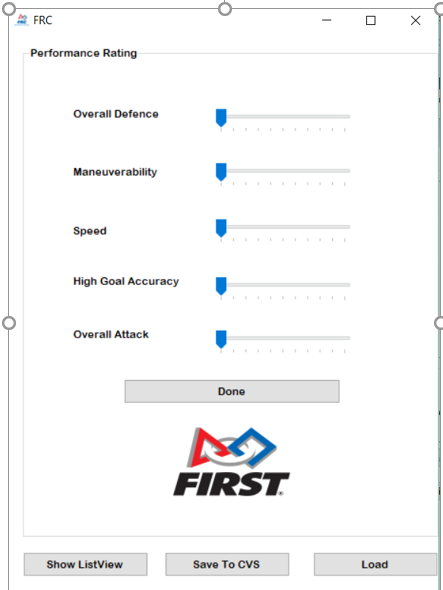 FRC
Performance Rating
Overall Defence
Maneuverability
Speed
High Goal Accuracy
Overall Attack
Done
FIRST
Show ListView
Save To CVS
Load